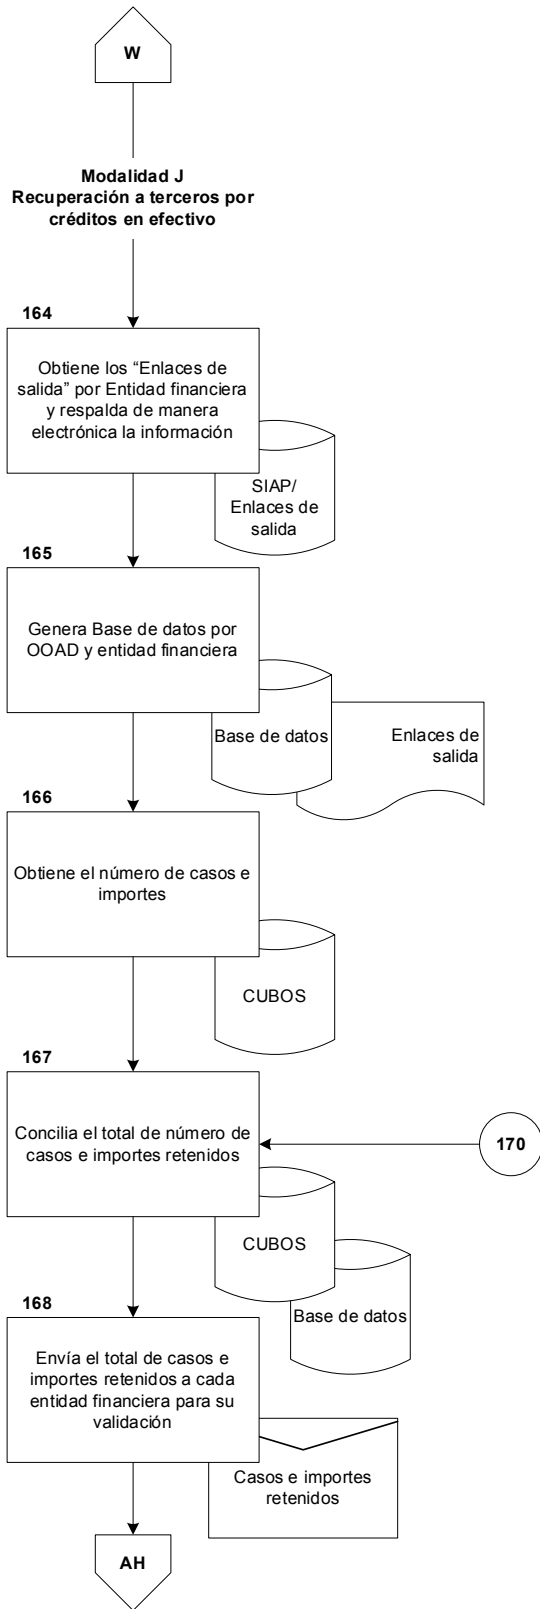 W
Modalidad J
Recuperación a terceros por
créditos en efectivo
164
Obtiene los “Enlaces de
salida” por Entidad financiera
y respalda de manera
electrónica la información
SIAP/
Enlaces de
salida
165
Genera Base de datos por
OOAD y entidad financiera
Base de datos
Enlaces de
salida
166
Obtiene el número de casos e
importes
CUBOS
167
Concilia el total de número de
casos e importes retenidos
170
CUBOS
Base de datos
168
Envía el total de casos e
importes retenidos a cada
entidad financiera para su
validación
Casos e importes
retenidos
AH